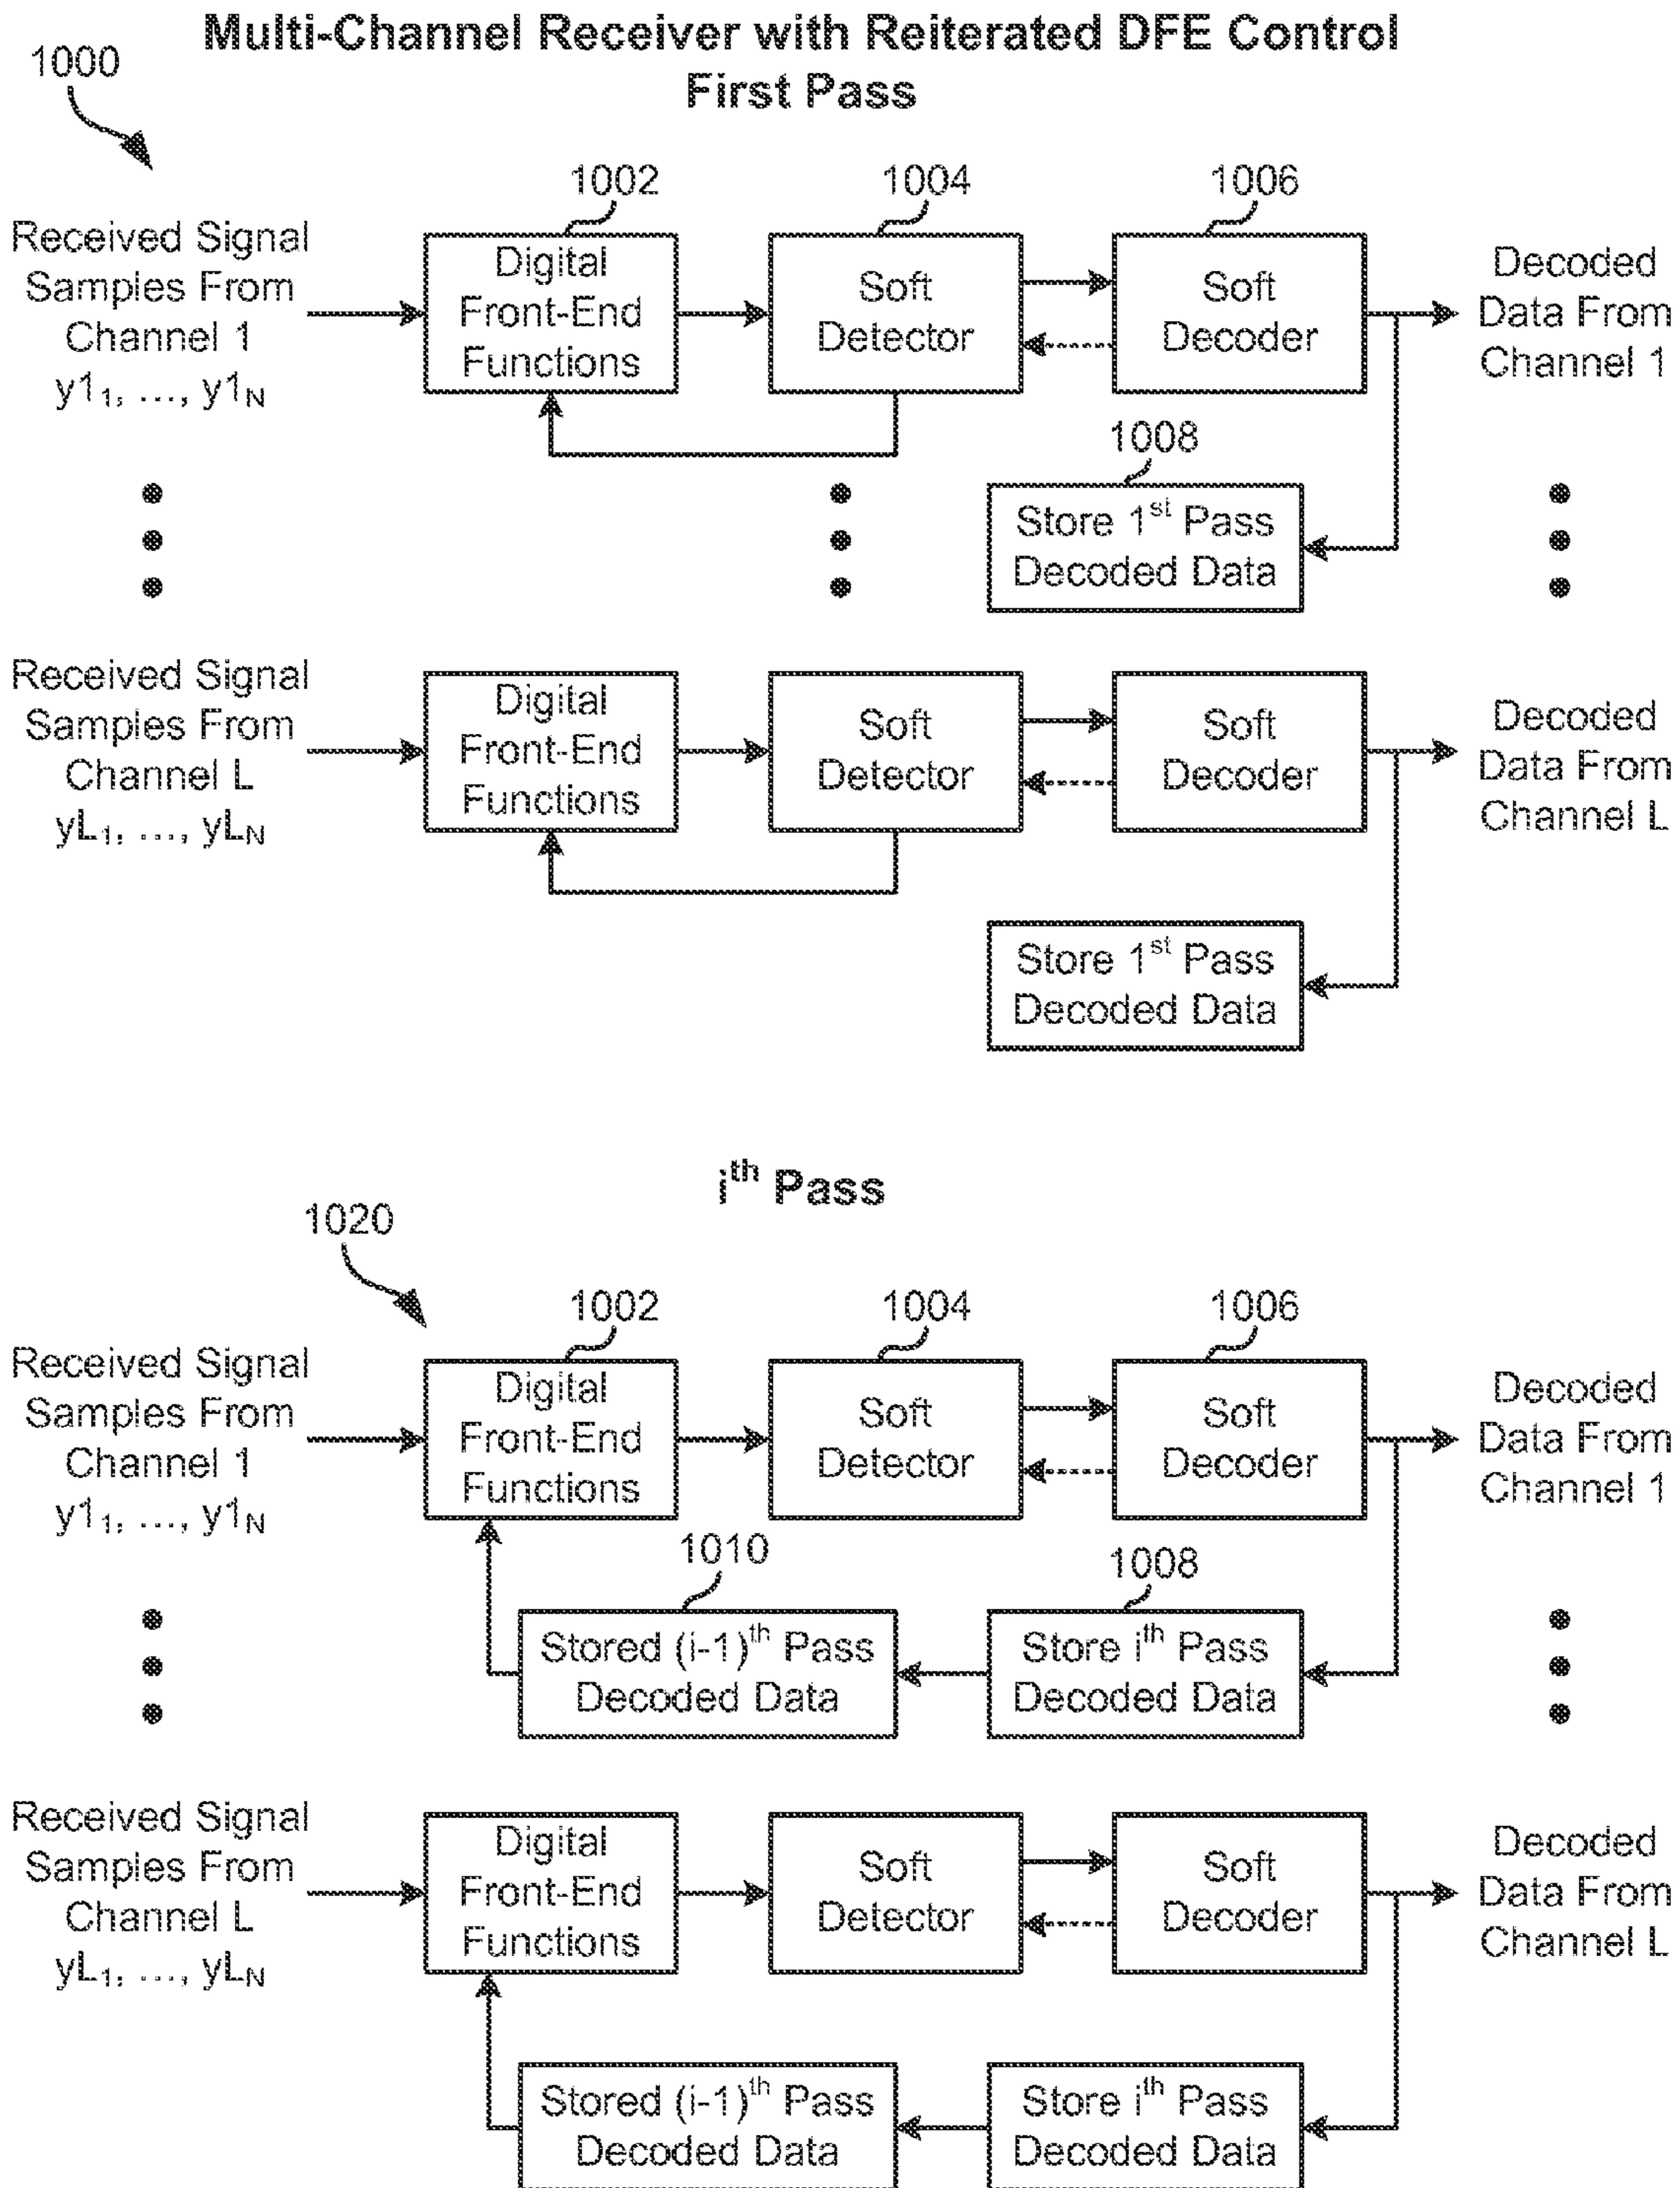 Multi-Channel Receiver with Reiterated DFE Control
First Pass
1000
1002
1004
1006
Received Signal
Samples From
Channel 1
y1₁, ..., y1ₙ
Digital
Front-End
Functions
Soft
Detector
Soft
Decoder
Decoded
Data From
Channel 1
1008
Store 1ˢᵗ Pass
Decoded Data
Received Signal
Samples From
Channel L
yL₁, ..., yLₙ
Digital
Front-End
Functions
Soft
Detector
Soft
Decoder
Decoded
Data From
Channel L
Store 1ˢᵗ Pass
Decoded Data
iᵗʰ Pass
1020
1002
1004
1006
Received Signal
Samples From
Channel 1
y1₁, ..., y1ₙ
Digital
Front-End
Functions
Soft
Detector
Soft
Decoder
Decoded
Data From
Channel 1
1010
1008
Stored (i-1)ᵗʰ Pass
Decoded Data
Store iᵗʰ Pass
Decoded Data
Received Signal
Samples From
Channel L
yL₁, ..., yLₙ
Digital
Front-End
Functions
Soft
Detector
Soft
Decoder
Decoded
Data From
Channel L
Stored (i-1)ᵗʰ Pass
Decoded Data
Store iᵗʰ Pass
Decoded Data